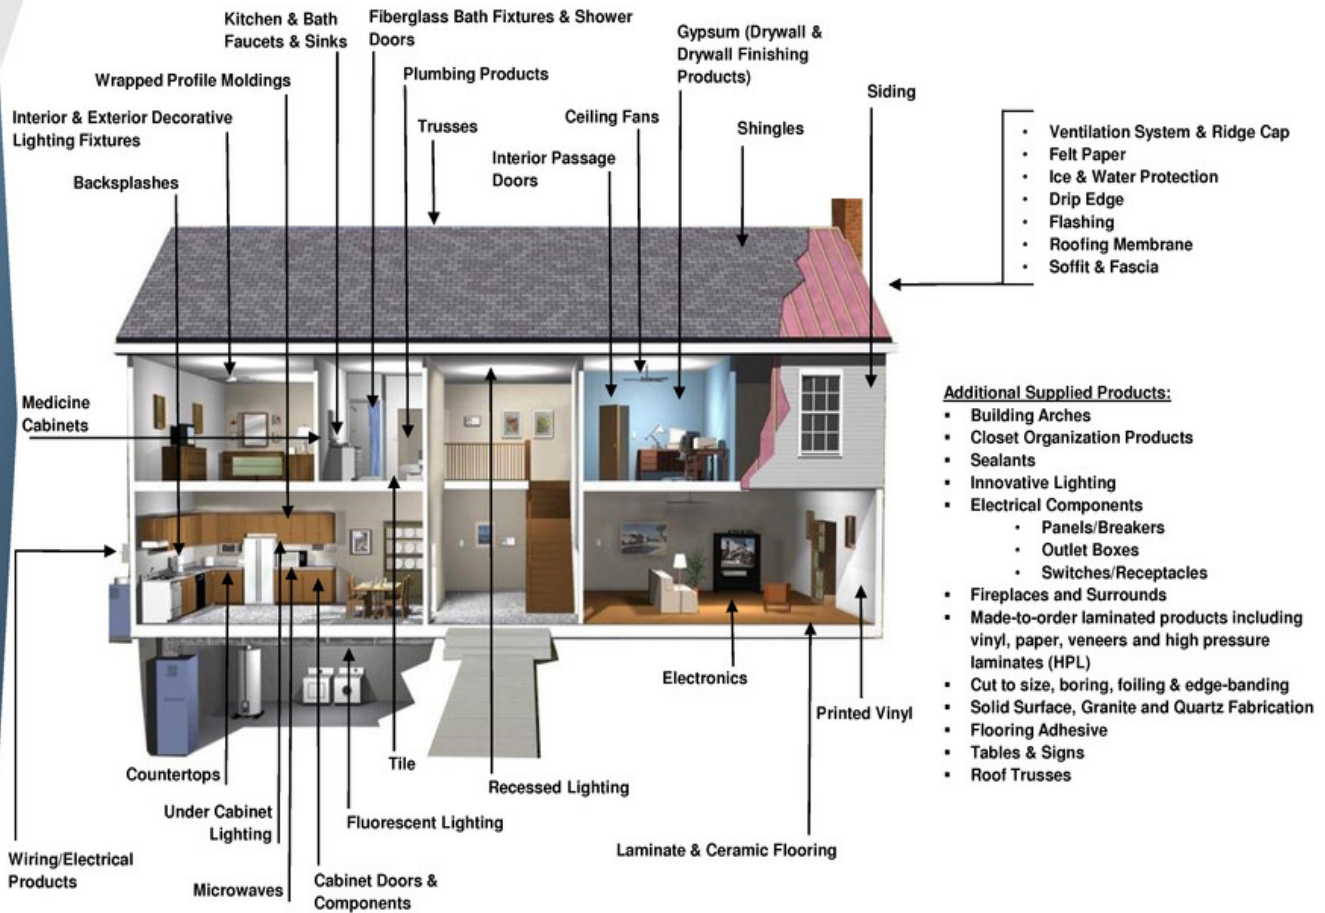 Kitchen & Bath
Faucets & Sinks
Fiberglass Bath Fixtures & Shower
Doors
Gypsum (Drywall &
Drywall Finishing
Products)
Wrapped Profile Moldings
Plumbing Products
Siding
Interior & Exterior Decorative
Lighting Fixtures
Trusses
Ceiling Fans
Shingles
Interior Passage
Doors
Backsplashes
• Ventilation System & Ridge Cap
• Felt Paper
• Ice & Water Protection
• Drip Edge
• Flashing
• Roofing Membrane
• Soffit & Fascia
Medicine
Cabinets
Additional Supplied Products:
▪ Building Arches
▪ Closet Organization Products
▪ Sealants
▪ Innovative Lighting
▪ Electrical Components
• Panels/Breakers
• Outlet Boxes
• Switches/Receptacles
▪ Fireplaces and Surrounds
▪ Made-to-order laminated products including
vinyl, paper, veneers and high pressure
laminates (HPL)
▪ Cut to size, boring, foiling & edge-banding
▪ Solid Surface, Granite and Quartz Fabrication
▪ Flooring Adhesive
▪ Tables & Signs
▪ Roof Trusses
Electronics
Printed Vinyl
Tile
Countertops
Recessed Lighting
Under Cabinet
Lighting
Fluorescent Lighting
Laminate & Ceramic Flooring
Wiring/Electrical
Products
Microwaves
Cabinet Doors &
Components